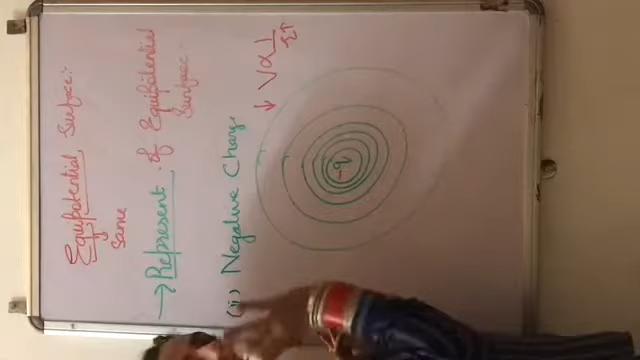 Equipotential Surface:-
Same
→ Represent. of Equipotential
Surface:-
(ii) Negative Charge
↓ V α 1/
-q